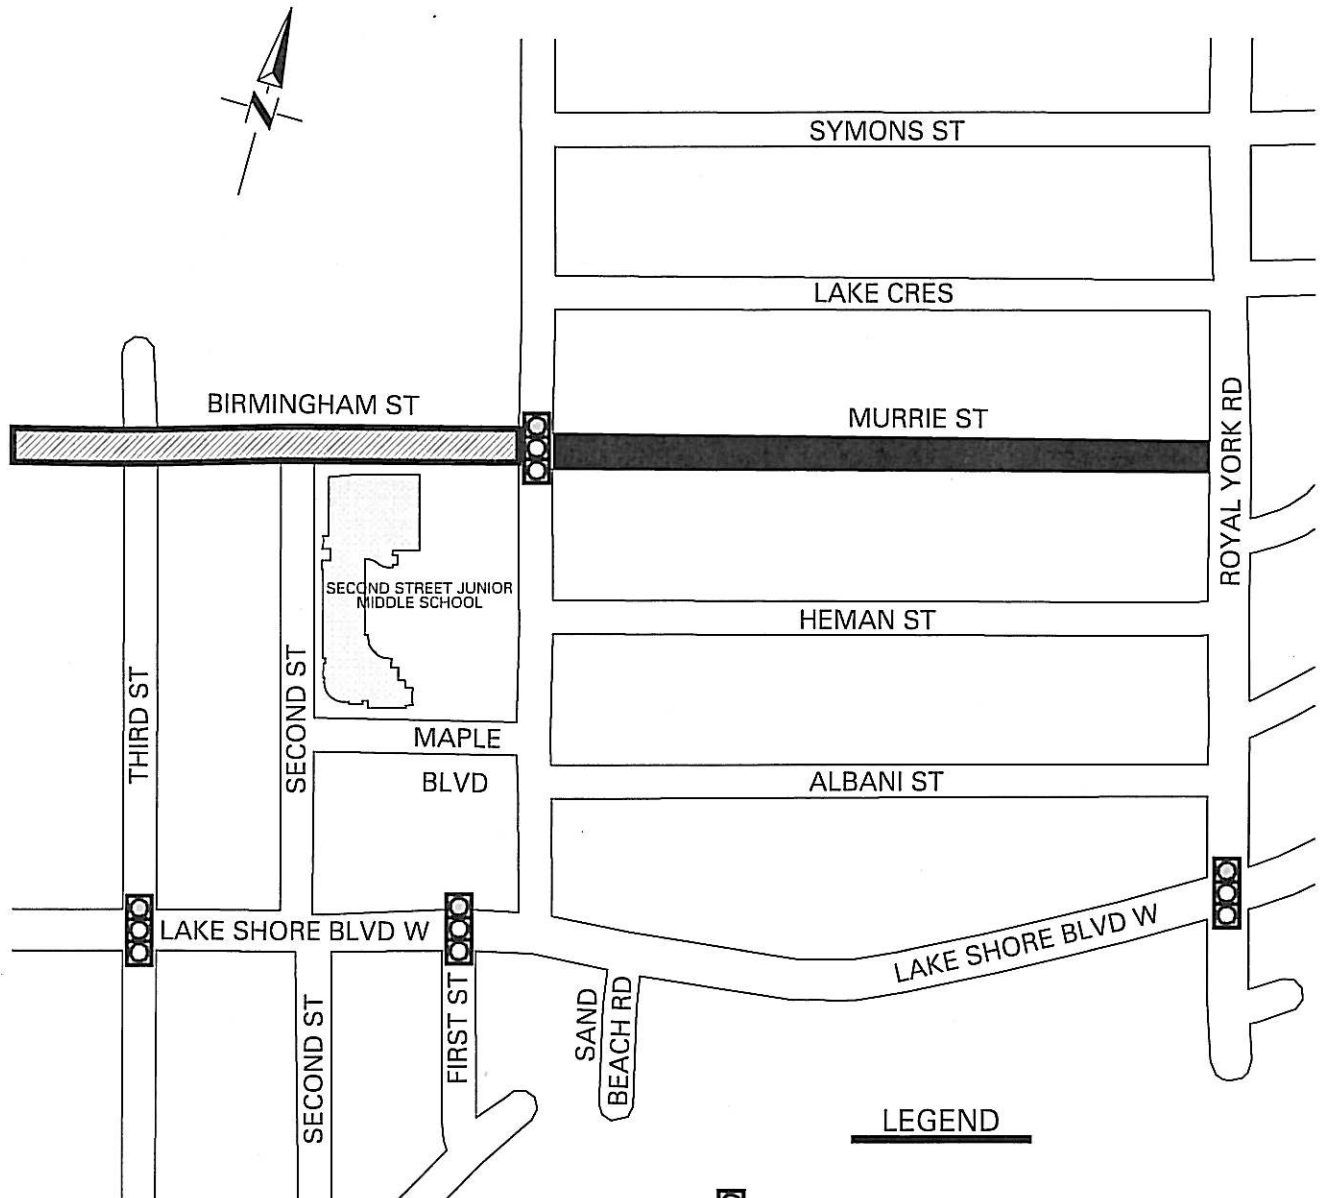 N
SYMONS ST
LAKE CRES
BIRMINGHAM ST
MURRIE ST
ROYAL YORK RD
SECOND STREET JUNIOR
MIDDLE SCHOOL
HEMAN ST
THIRD ST
SECOND ST
MAPLE
BLVD
ALBANI ST
LAKE SHORE BLVD W
LAKE SHORE BLVD W
SECOND ST
FIRST ST
SAND
BEACH RD
LEGEND